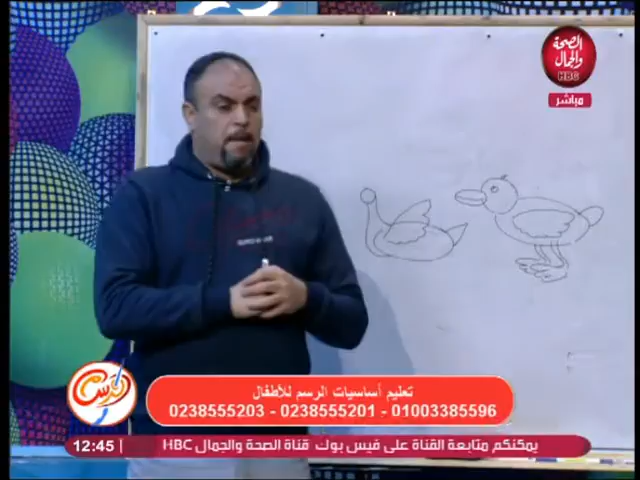 الصحة
والجمال
HBC
مباشر
تعليم أساسيات الرسم للأطفال
0238555203 - 0238555201 - 01003385596
12:45
يمكنكم متابعة القناة على فيس بوك قناة الصحة والجمال HBC